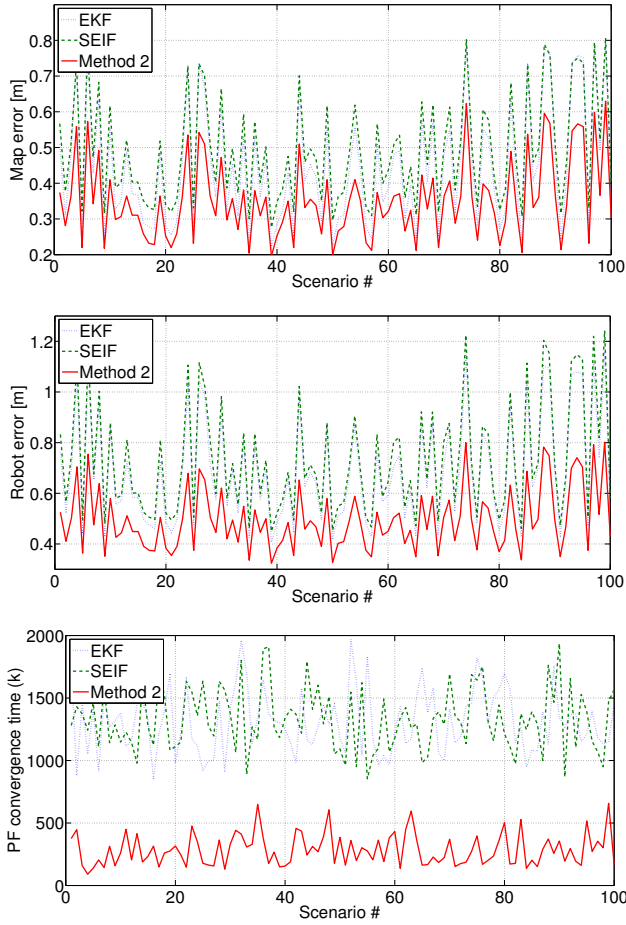 0.8
0.7
0.6
0.5
0.4
0.3
0.2
Map error [m]
EKF
SEIF
Method 2
0 20 40 60 80 100
Scenario #
1.2
1
0.8
0.6
0.4
Robot error [m]
EKF
SEIF
Method 2
0 20 40 60 80 100
Scenario #
2000
1500
1000
500
0
PF convergence time (k)
EKF
SEIF
Method 2
0 20 40 60 80 100
Scenario #